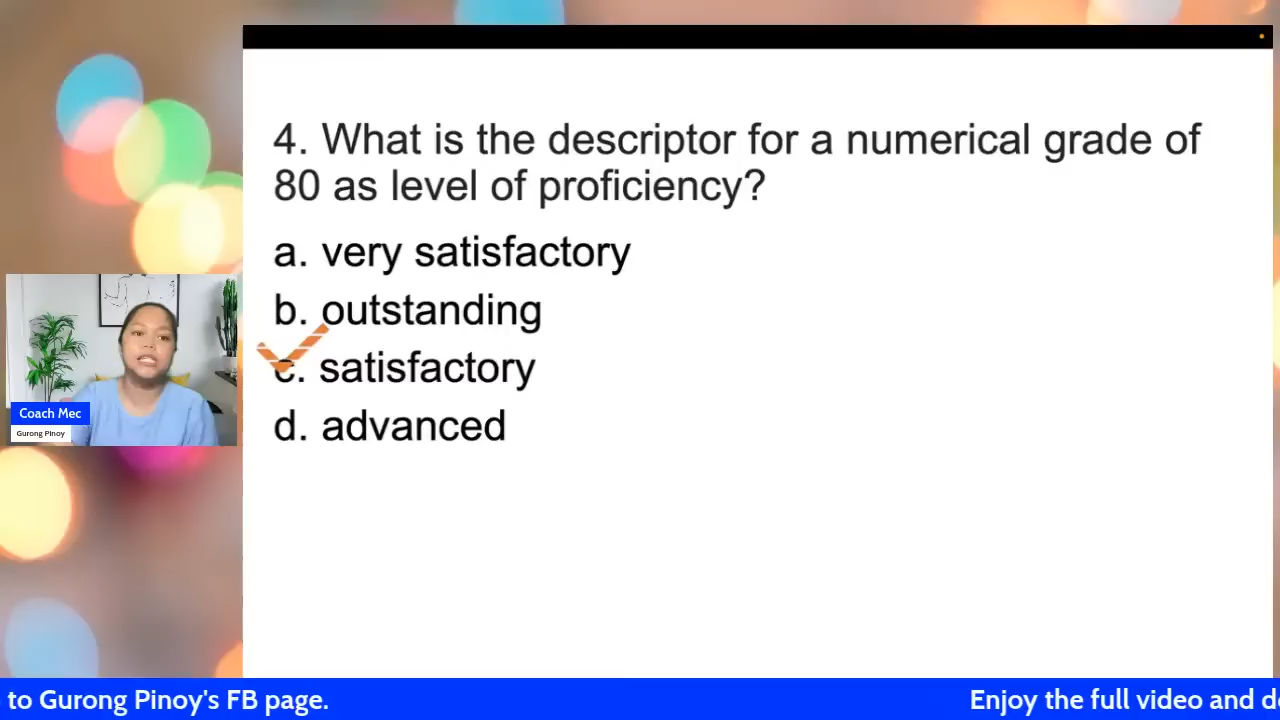 4. What is the descriptor for a numerical grade of
80 as level of proficiency?
a. very satisfactory
b. outstanding
c. satisfactory
d. advanced
Coach Mec
Gurong Pinoy
to Gurong Pinoy's FB page.
Enjoy the full video and